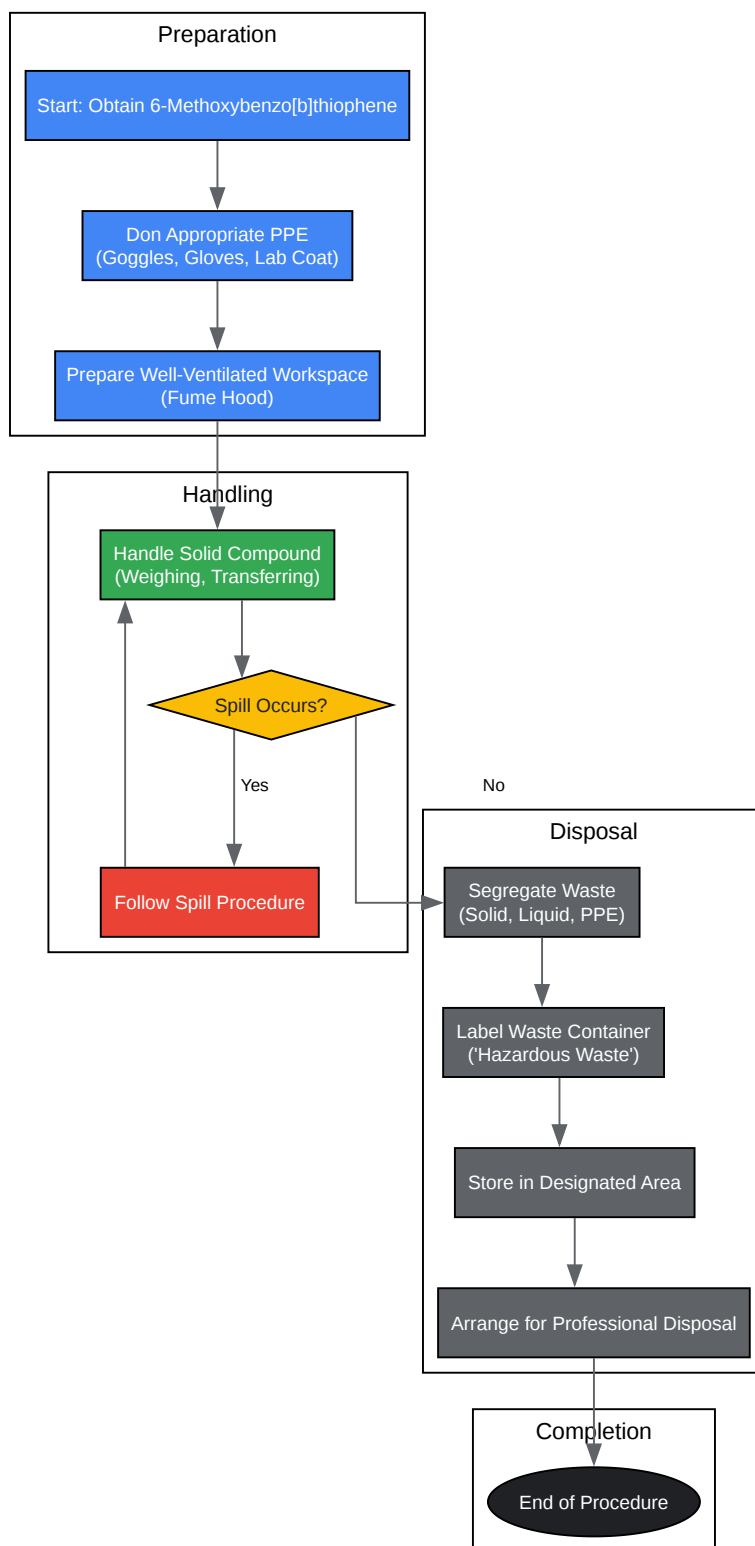 Preparation
Start: Obtain 6-Methoxybenzo[b]thiophene
Don Appropriate PPE
(Goggles, Gloves, Lab Coat)
Prepare Well-Ventilated Workspace
(Fume Hood)
Handling
Handle Solid Compound
(Weighing, Transferring)
Spill Occurs?
Yes
No
Follow Spill Procedure
Disposal
Segregate Waste
(Solid, Liquid, PPE)
Label Waste Container
('Hazardous Waste')
Store in Designated Area
Arrange for Professional Disposal
Completion
End of Procedure